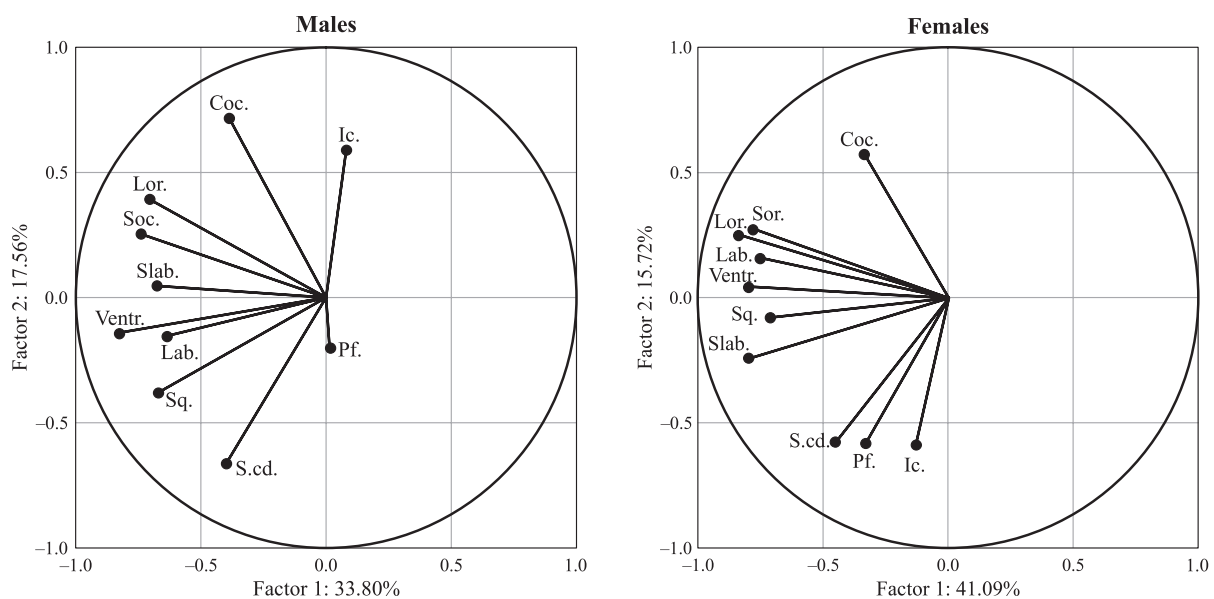 Males
1.0
Coc.
Ic.
0.5
Lor.
Soc.
Slab.
0.0
Ventr.
Lab.
Pf.
Sq.
−0.5
S.cd.
−1.0
−1.0 −0.5 0.0 0.5 1.0
Factor 1: 33.80%
Factor 2: 17.56%
Females
1.0
Coc.
0.5
Lor. Sor.
Lab.
Ventr.
0.0
Sq.
Slab.
−0.5
S.cd.
Pf. Ic.
−1.0
−1.0 −0.5 0.0 0.5 1.0
Factor 1: 41.09%
Factor 2: 15.72%